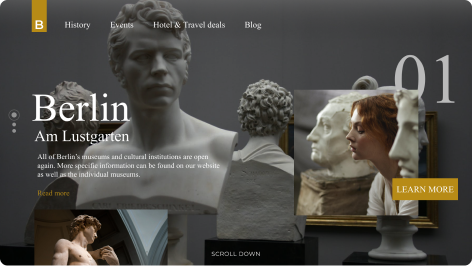 B
History Events Hotel & Travel deals Blog
01
Berlin
Am Lustgarten
All of Berlin's museums and cultural institutions are open
again. More specific information can be found on our website
as well as the individual museums.
LEARN MORE
Read more
SCROLL DOWN